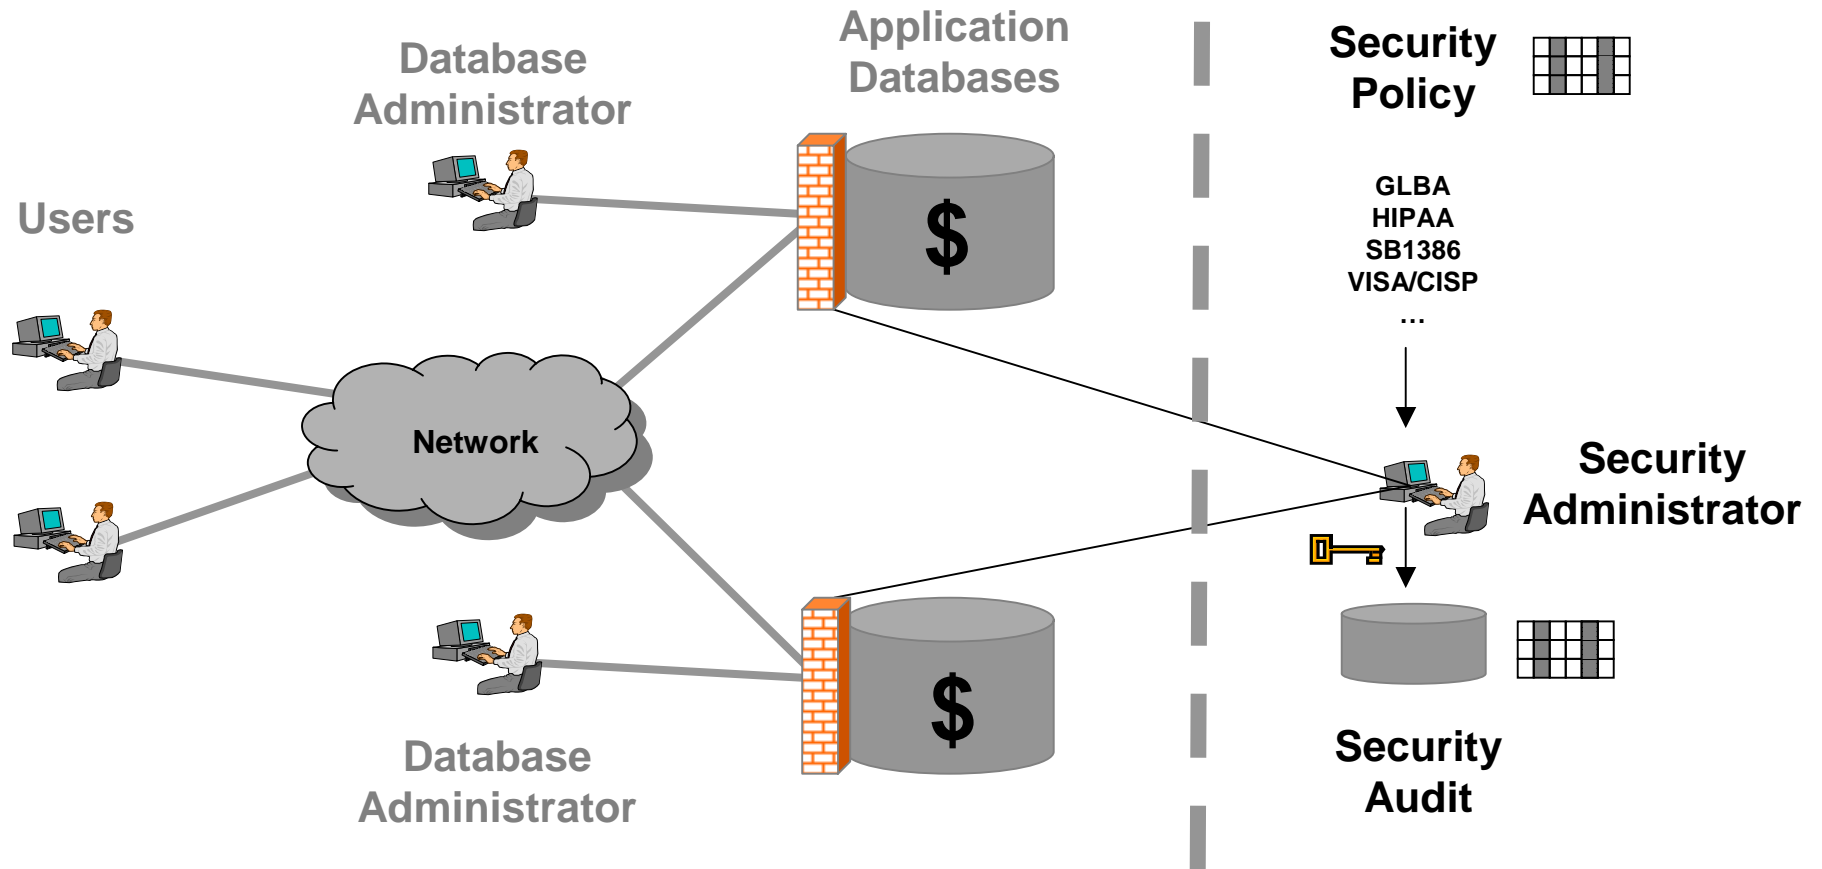 Application
Databases
Security
Policy
Database
Administrator
Users
$
GLBA
HIPAA
SB1386
VISA/CISP
…
Network
Security
Administrator
$
Database
Administrator
Security
Audit